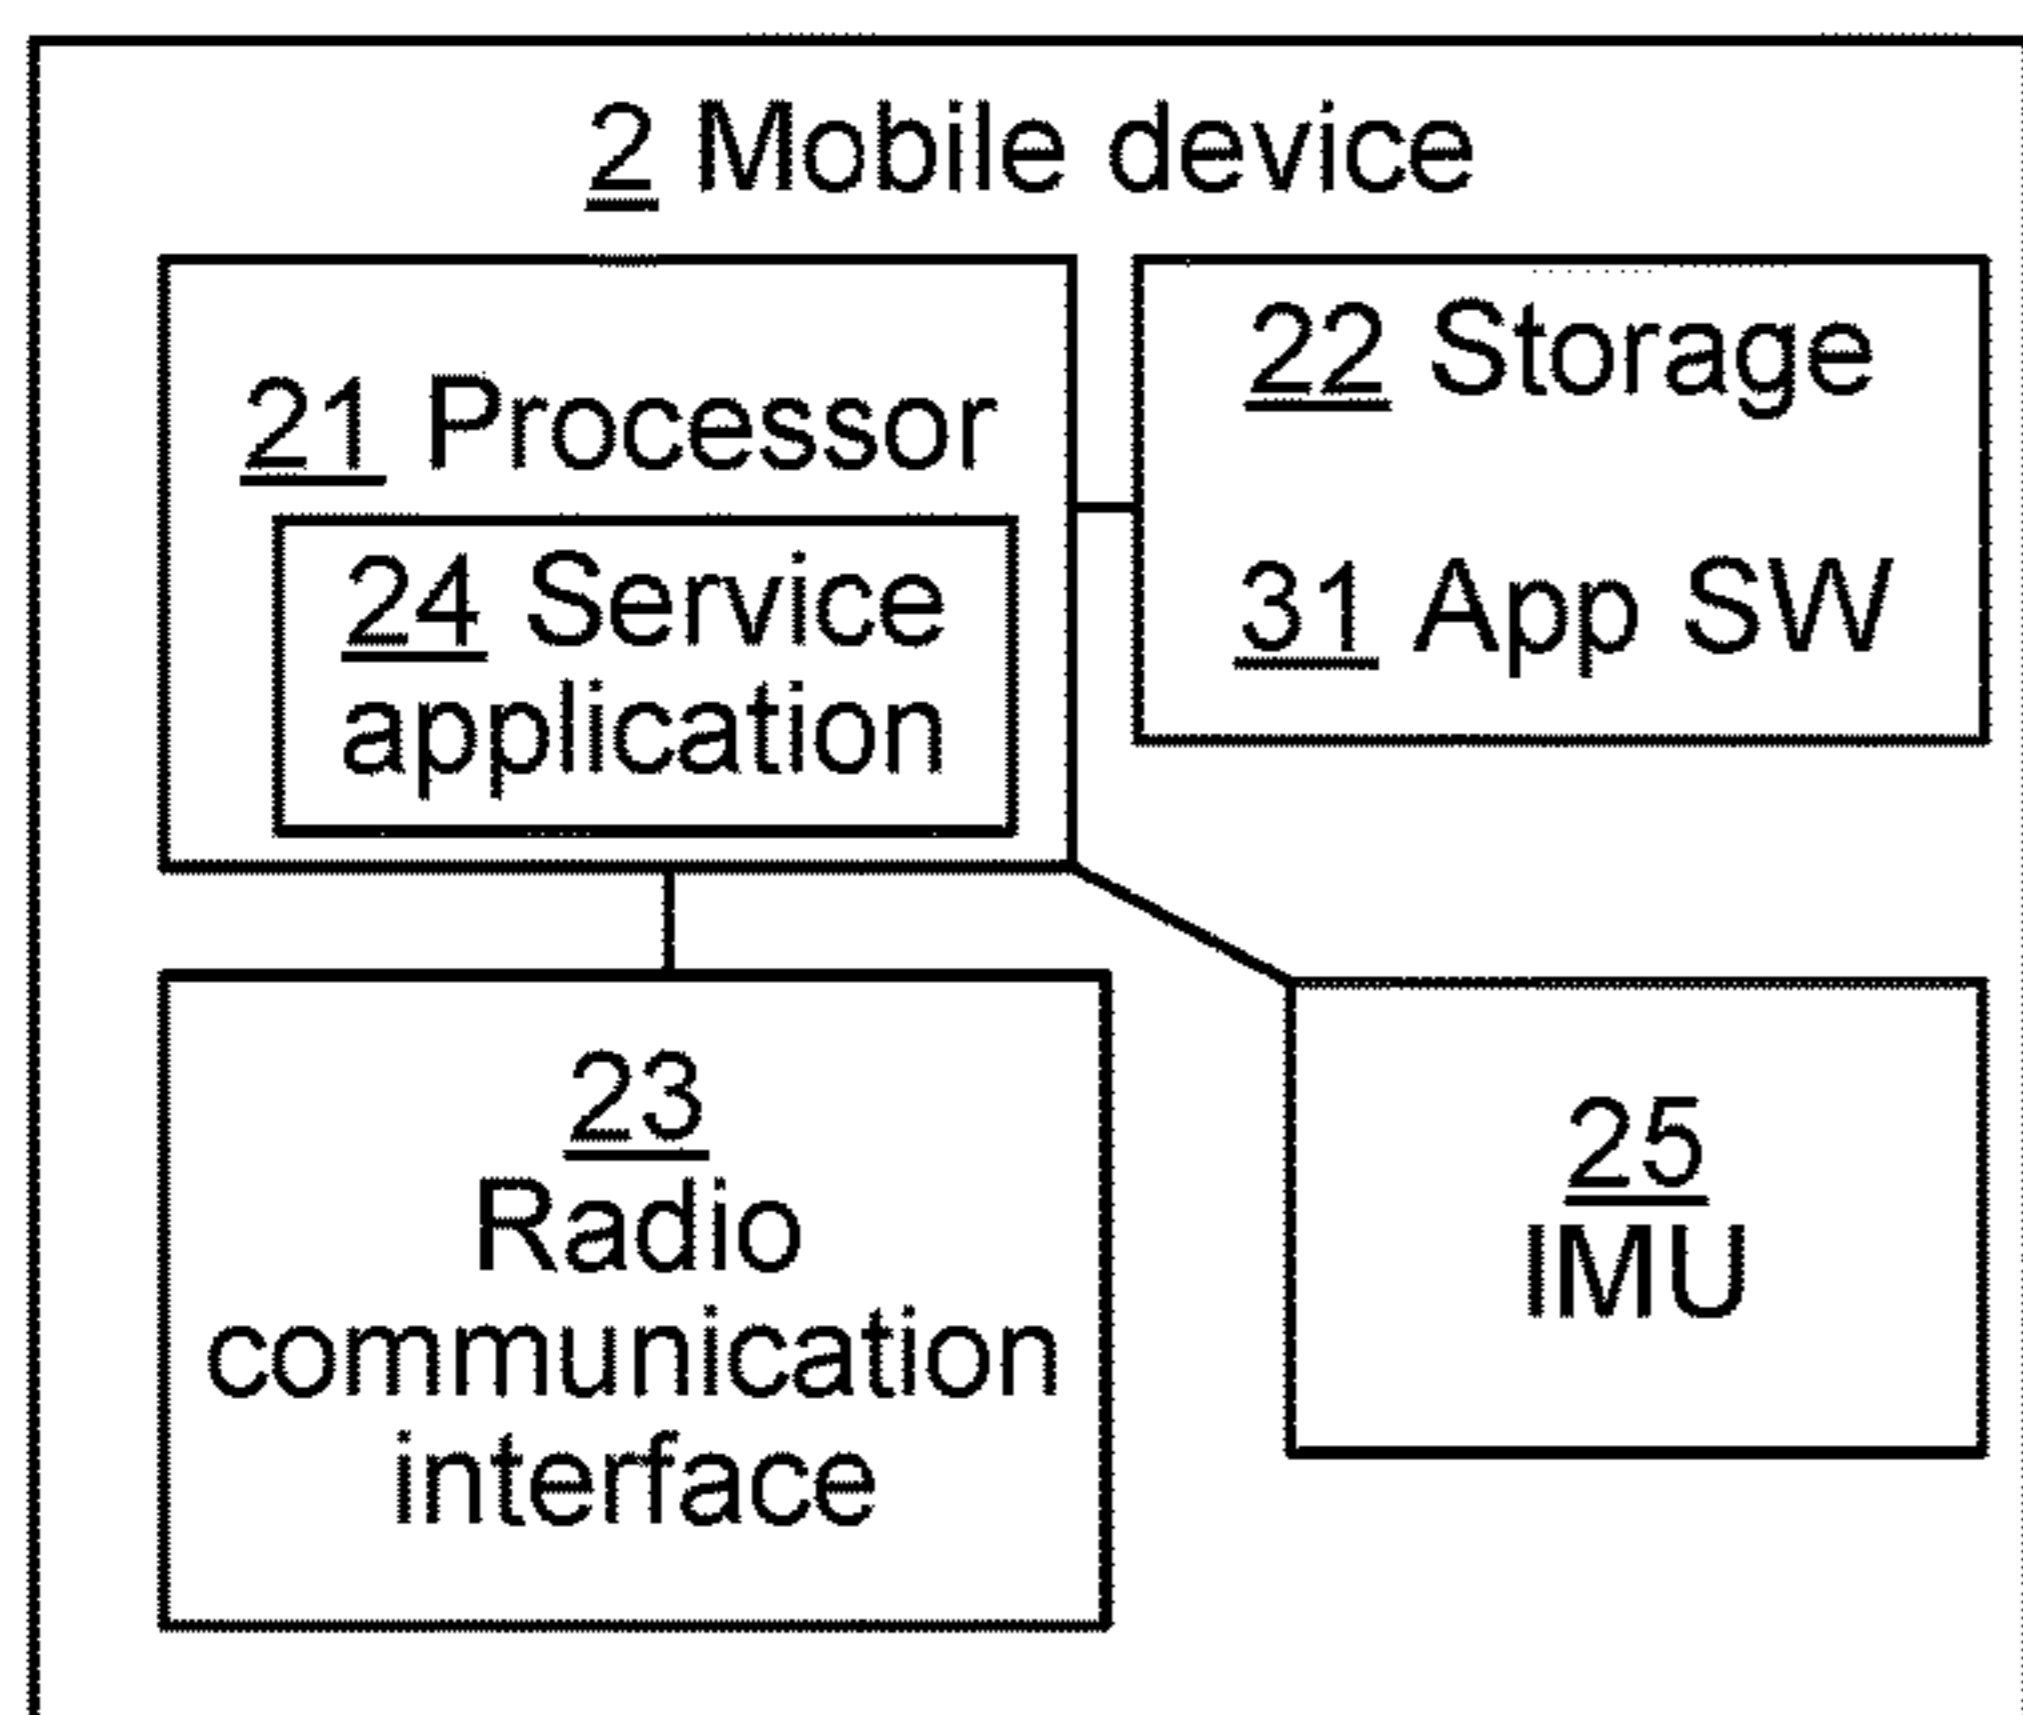 2 Mobile device
21 Processor
24 Service
application
22 Storage
31 App SW
23
Radio
communication
interface
25
IMU